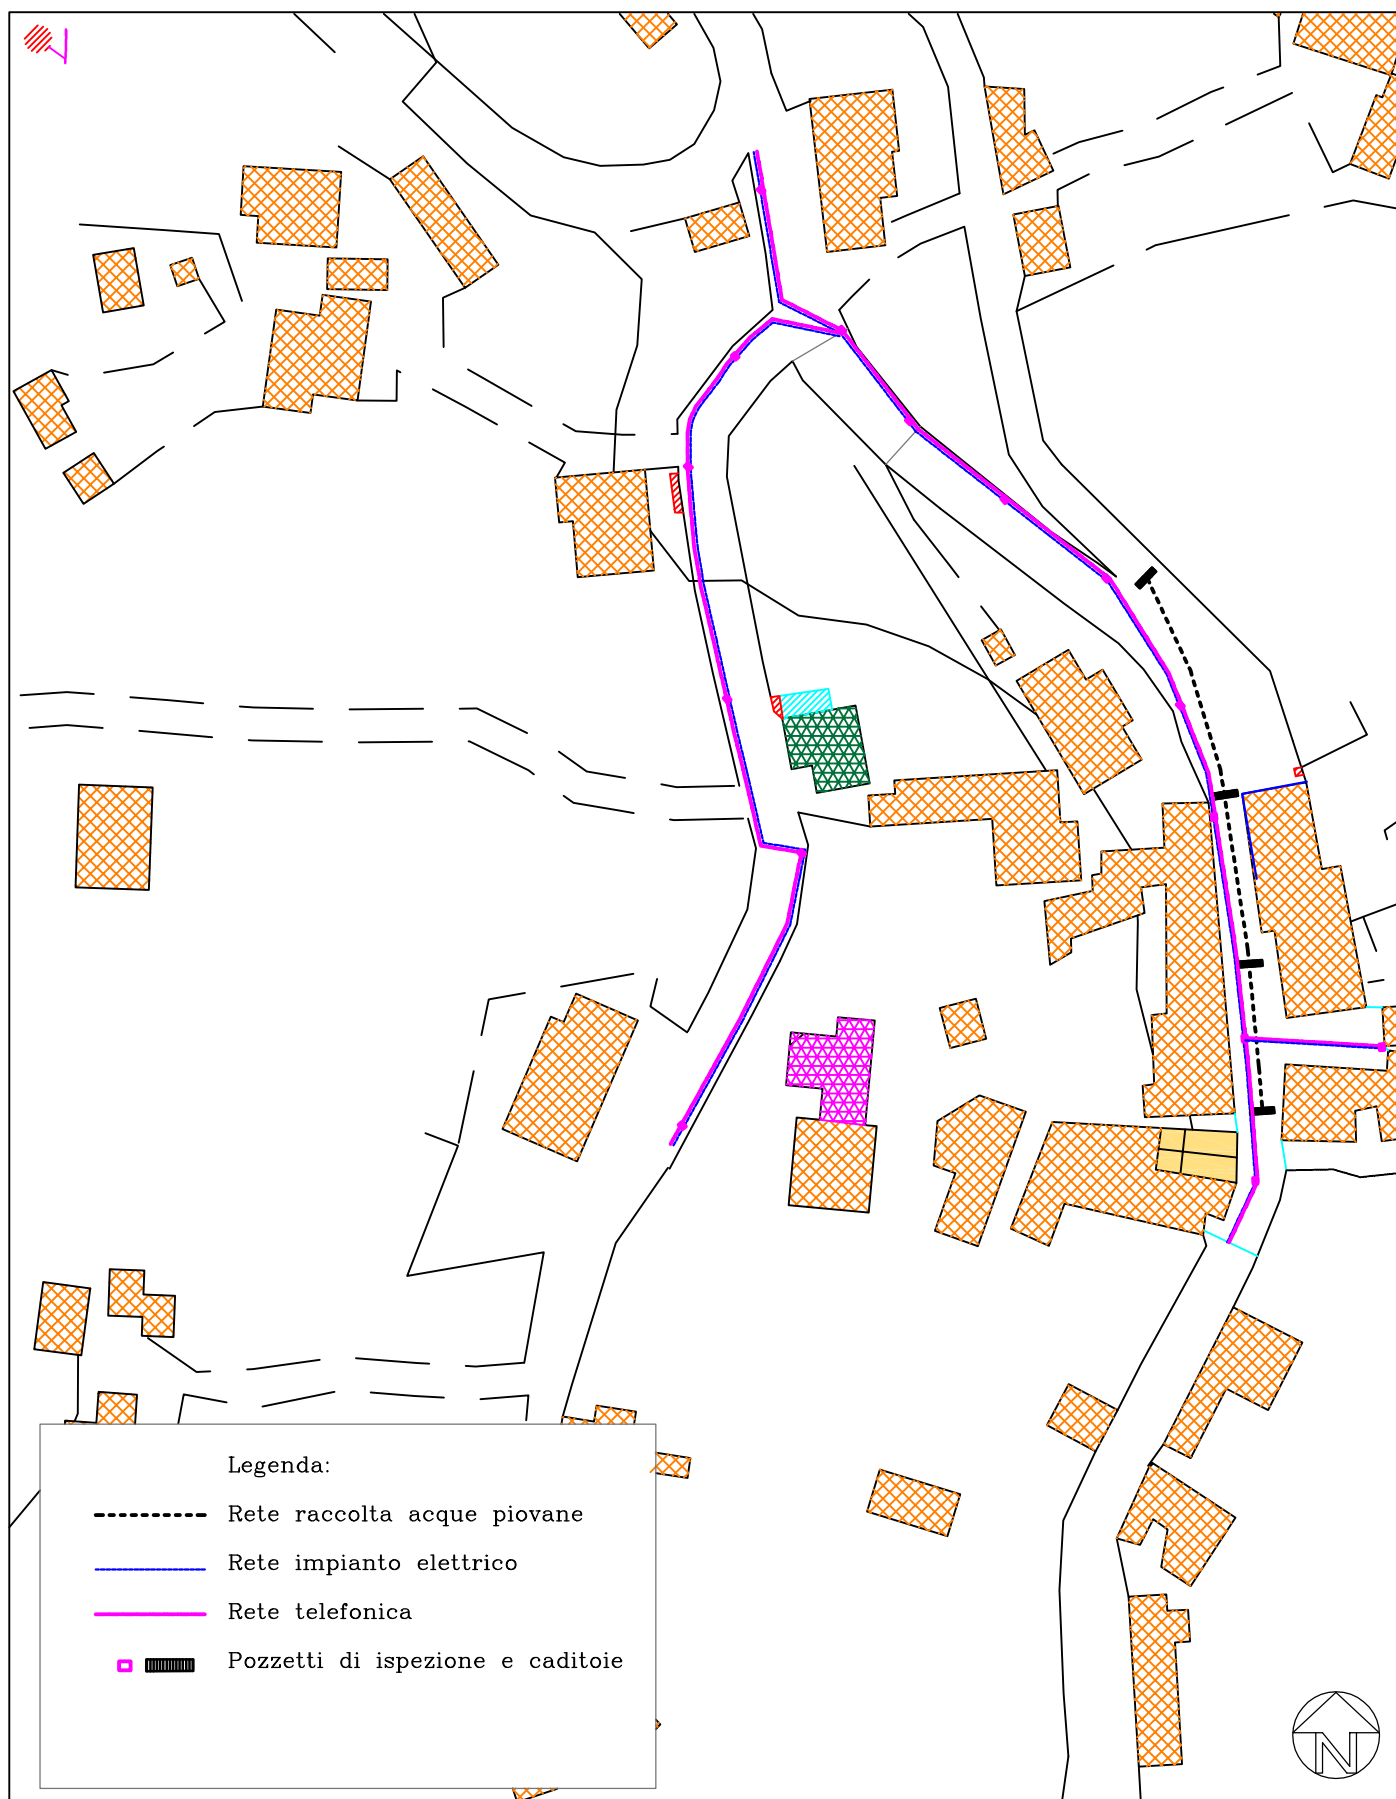 Legenda:
Rete raccolta acque piovane
Rete impianto elettrico
Rete telefonica
Pozzetti di ispezione e caditoie
N